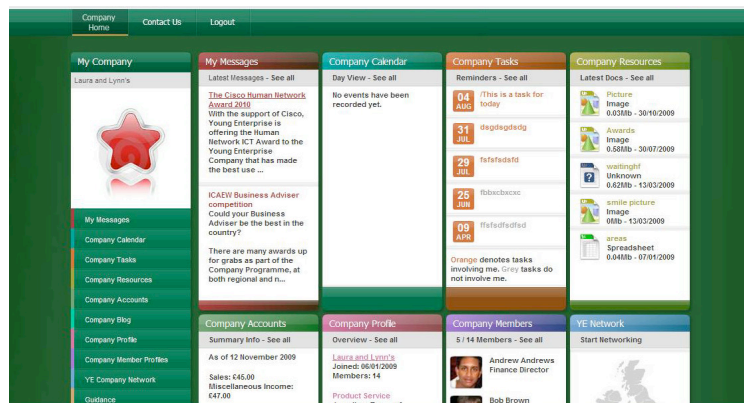 Company
Home
Contact Us
Logout
My Company
Laura and Lynn's
My Messages
Company Calendar
Company Tasks
Company Resources
Company Accounts
Company Blog
Company Profile
Company Member Profiles
YE Company Network
Guidance
My Messages
Latest Messages - See all
The Cisco Human Network
Award 2010
With the support of Cisco,
Young Enterprise is
offering the Human
Network ICT Award to the
Young Enterprise
Company that has made
the best use ...
ICAEW Business Adviser
competition
Could your Business
Adviser be the best in the
country?
There are many awards up
for grabs as part of the
Company Programme, at
both regional and n...
Company Calendar
Day View - See all
No events have been
recorded yet.
Company Tasks
Reminders - See all
04
AUG
/This is a task for
today
31
JUL
dsgdsgdsdg
29
JUL
fsfsfsdsfd
25
JUN
fbbxcbxcxc
09
APR
ffsfsdfsdfsd
Orange denotes tasks
involving me. Grey tasks do
not involve me.
Company Resources
Latest Docs - See all
Picture
Image
0.03Mb - 30/10/2009
Awards
Image
0.58Mb - 30/07/2009
waitinghf
Unknown
0.62Mb - 13/03/2009
smile picture
Image
0Mb - 13/03/2009
areas
Spreadsheet
0.04Mb - 07/01/2009
Company Accounts
Summary Info - See all
As of 12 November 2009
Sales: £45.00
Miscellaneous Income:
£47.00
Company Profile
Overview - See all
Laura and Lynn's
Joined: 06/01/2009
Members: 14
Product Service
Company Members
5 / 14 Members - See all
Andrew Andrews
Finance Director
Bob Brown
YE Network
Start Networking